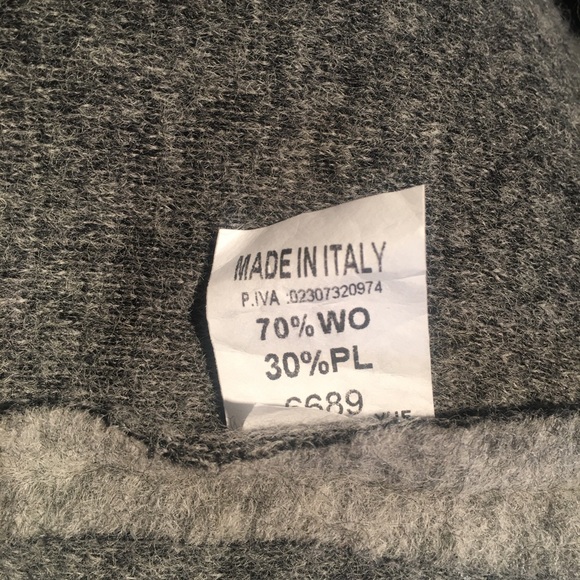 MADE IN ITALY
P.IVA :02307320974
70%WO
30%PL
6689